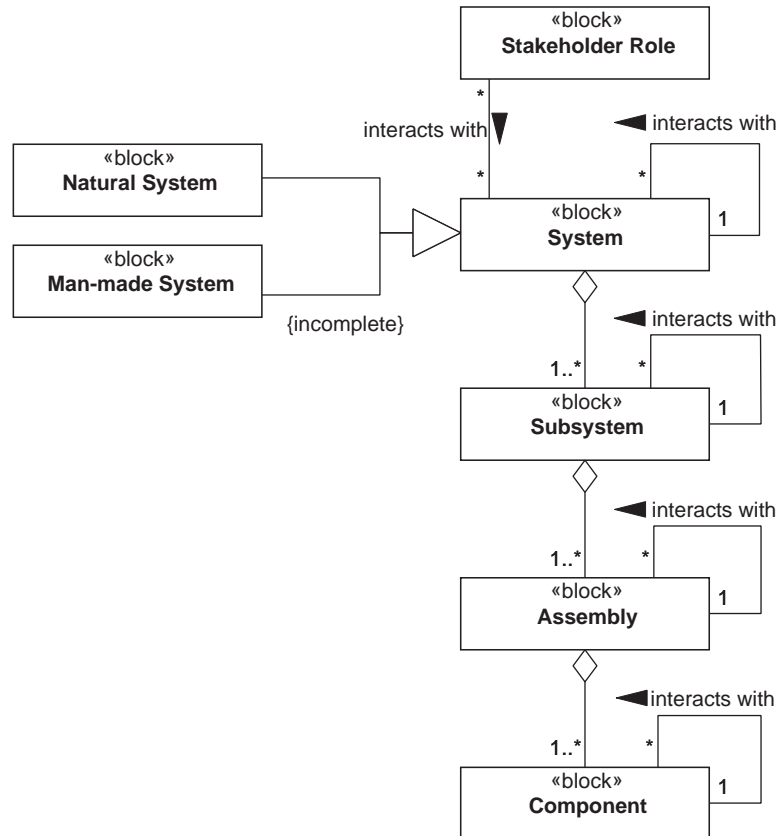 «block»
Stakeholder Role
*
interacts with
interacts with
«block»
Natural System
*
*
«block»
System
1
«block»
Man-made System
{incomplete}
interacts with
1..*
*
«block»
Subsystem
1
interacts with
1..*
*
«block»
Assembly
1
interacts with
1..*
*
«block»
Component
1